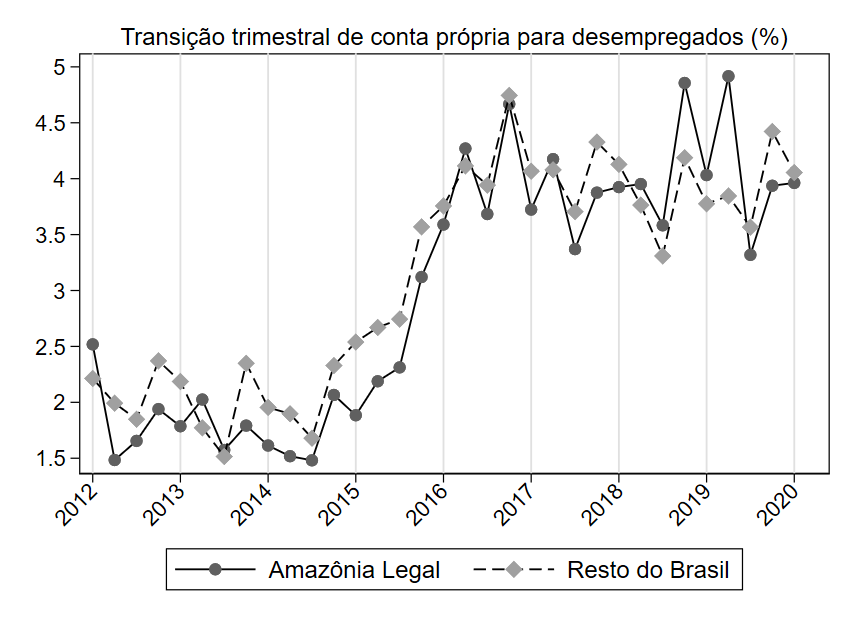 Transição trimestral de conta própria para desempregados (%)
5
4.5
4
3.5
3
2.5
2
1.5
2012 2013 2014 2015 2016 2017 2018 2019 2020
Amazônia Legal Resto do Brasil